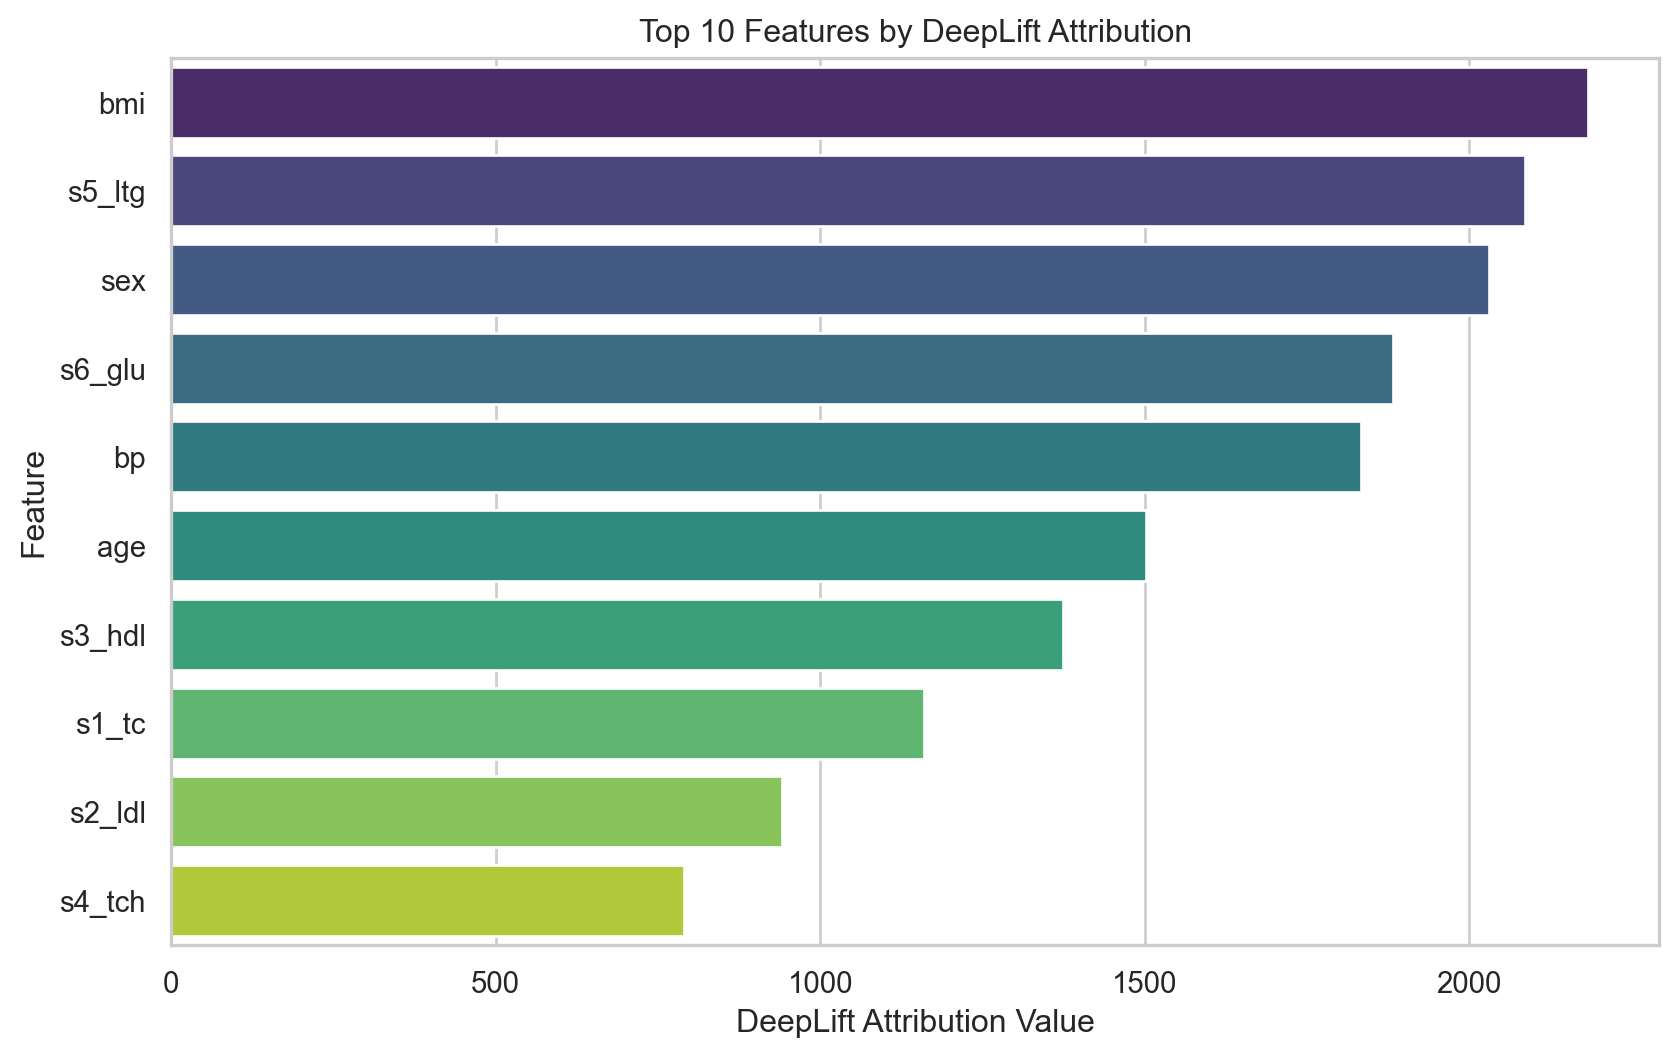 Top 10 Features by DeepLift Attribution
bmi
s5_ltg
sex
s6_glu
bp
age
s3_hdl
s1_tc
s2_ldl
s4_tch
Feature
0 500 1000 1500 2000
DeepLift Attribution Value